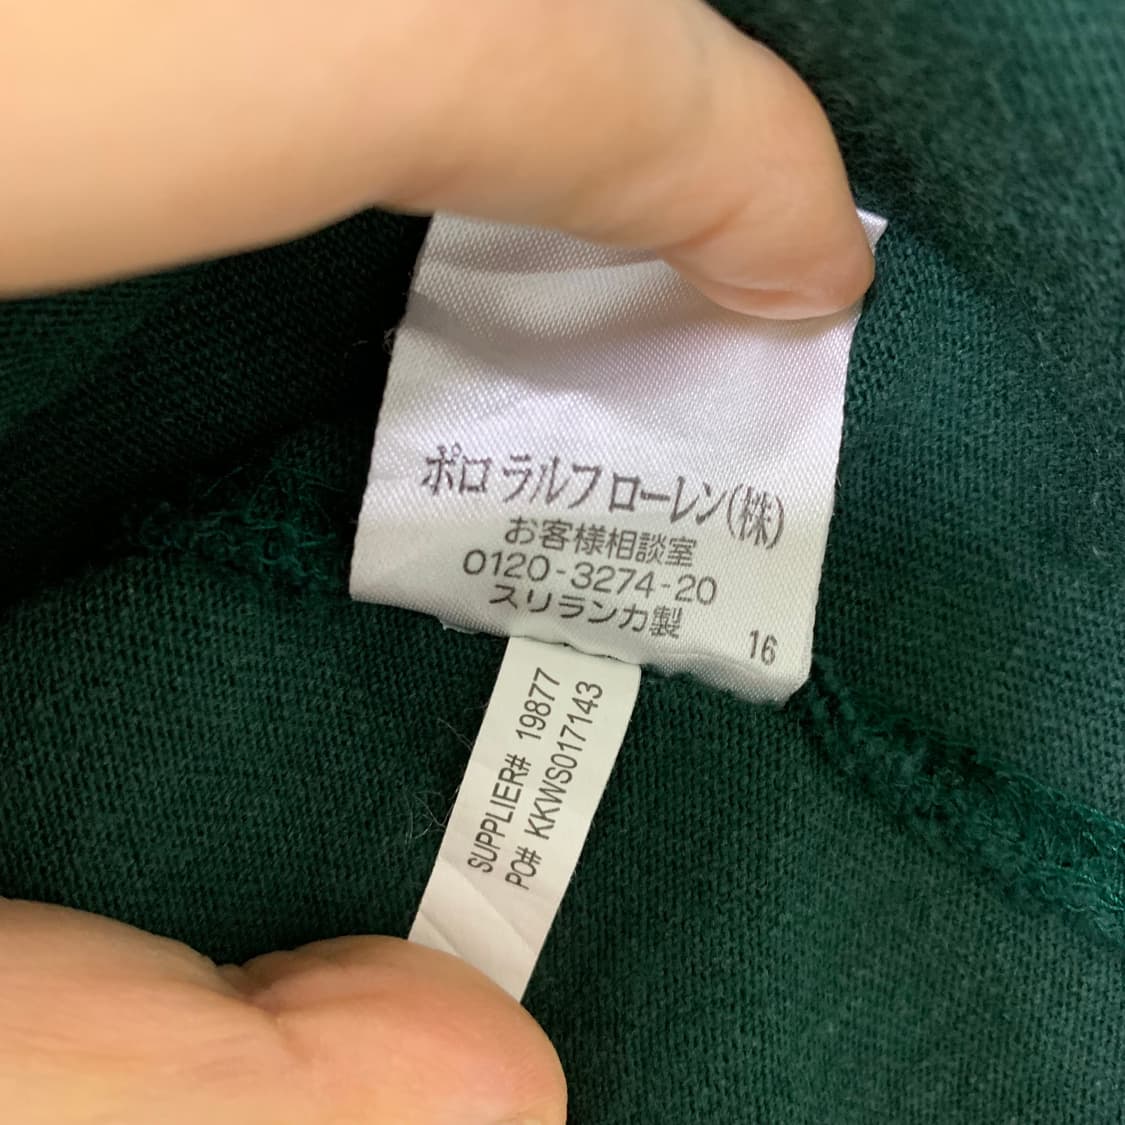 ポロ ラルフ ローレン(株)
お客様相談室
0120-3274-20
スリランカ製
16
SUPPLIER# 19877
PO# KKWS017143